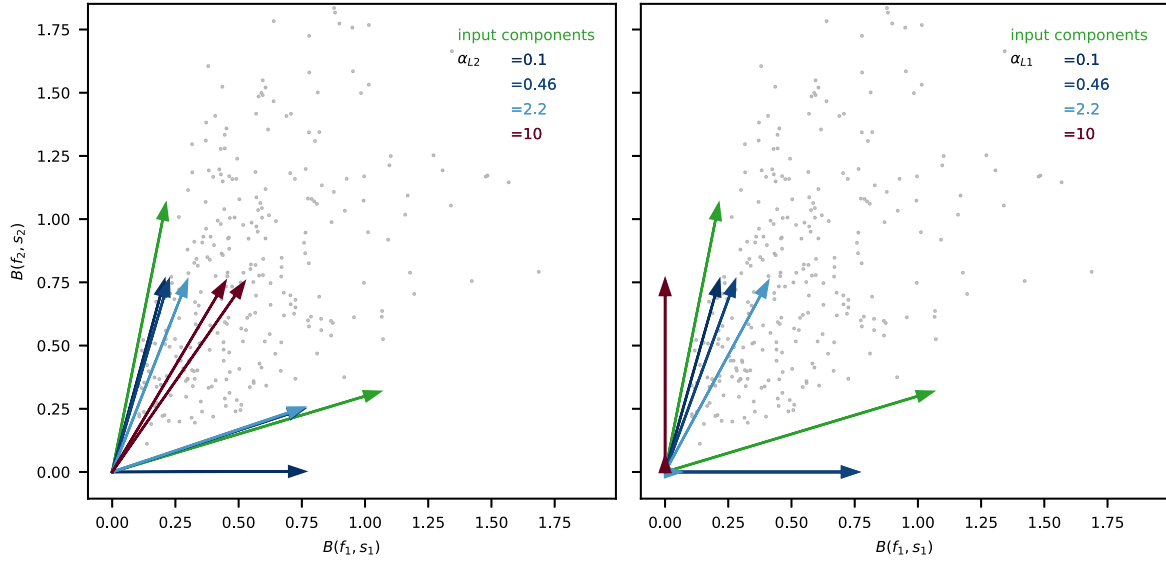 1.75
1.50
1.25
1.00
0.75
0.50
0.25
0.00
B(f2, s2)
0.00 0.25 0.50 0.75 1.00 1.25 1.50 1.75
B(f1, s1)
input components
αL2 =0.1
=0.46
=2.2
=10
0.00 0.25 0.50 0.75 1.00 1.25 1.50 1.75
B(f1, s1)
input components
αL1 =0.1
=0.46
=2.2
=10